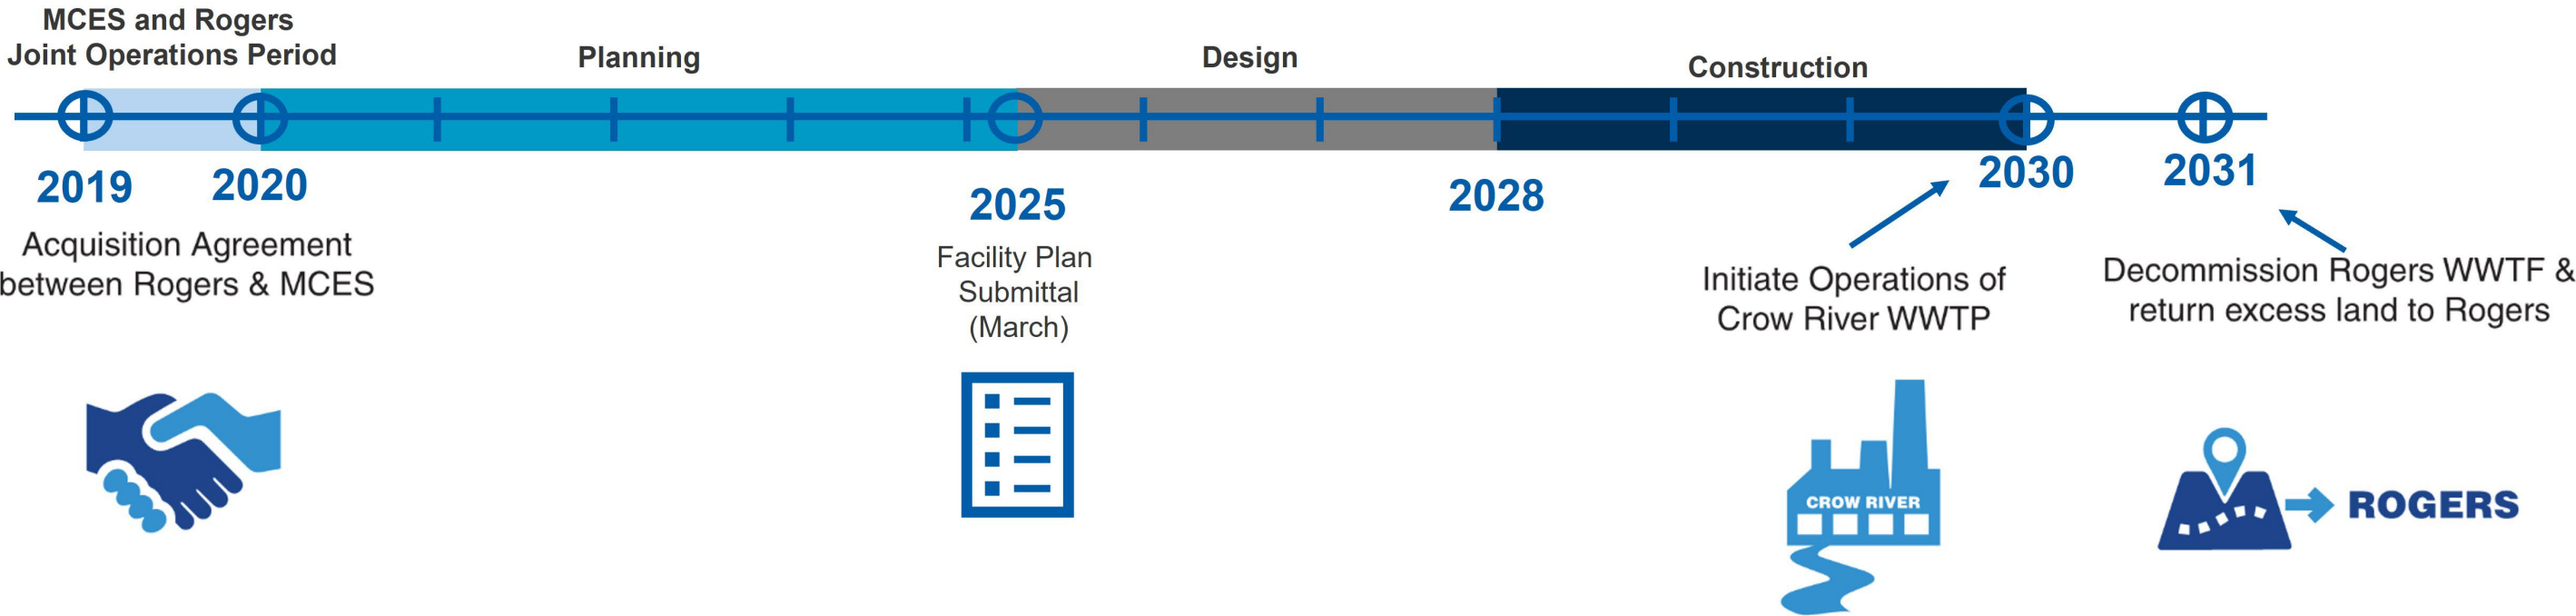 MCES and Rogers
Joint Operations Period
Planning
Design
Construction
2019
2020
2025
2028
2030
2031
Acquisition Agreement
between Rogers & MCES
Facility Plan
Submittal
(March)
Initiate Operations of
Crow River WWTP
Decommission Rogers WWTF &
return excess land to Rogers
CROW RIVER
ROGERS